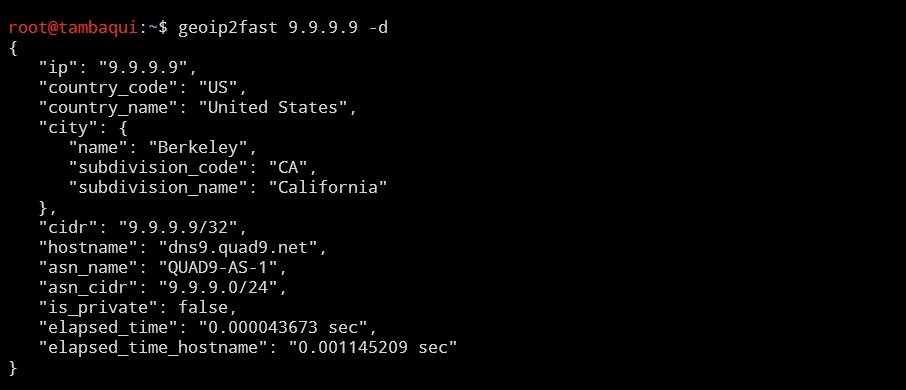 root@tambaqui:~$ geoip2fast 9.9.9.9 -d
{
   "ip": "9.9.9.9",
   "country_code": "US",
   "country_name": "United States",
   "city": {
      "name": "Berkeley",
      "subdivision_code": "CA",
      "subdivision_name": "California"
   },
   "cidr": "9.9.9.9/32",
   "hostname": "dns9.quad9.net",
   "asn_name": "QUAD9-AS-1",
   "asn_cidr": "9.9.9.0/24",
   "is_private": false,
   "elapsed_time": "0.000043673 sec",
   "elapsed_time_hostname": "0.001145209 sec"
}